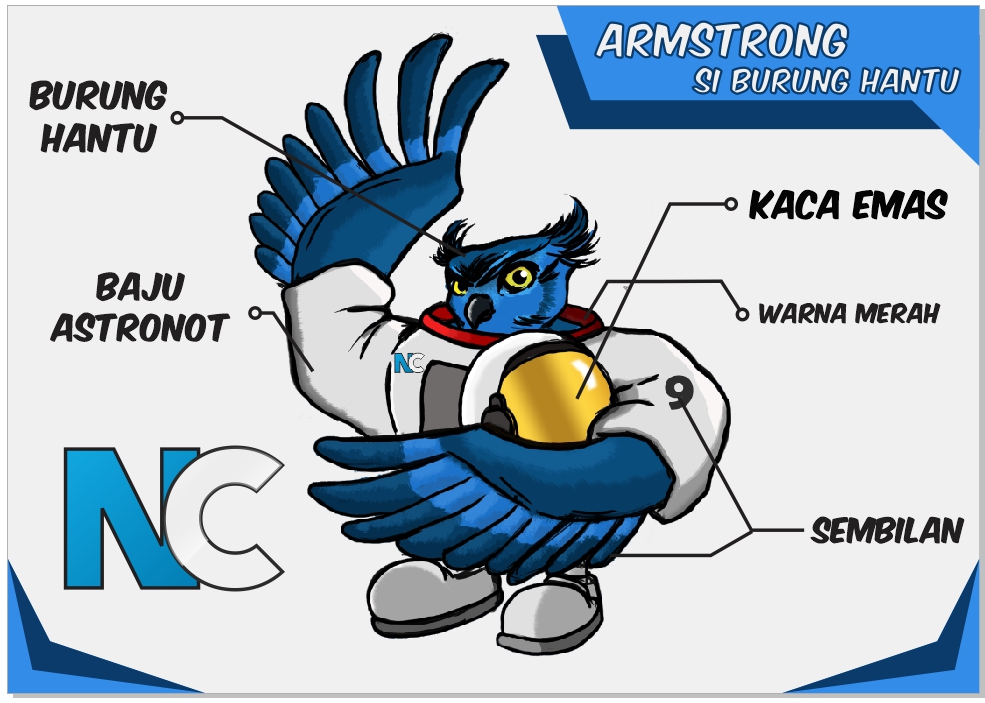 ARMSTRONG
SI BURUNG HANTU
BURUNG
HANTU
KACA EMAS
BAJU
ASTRONOT
WARNA MERAH
NC
9
NC
SEMBILAN